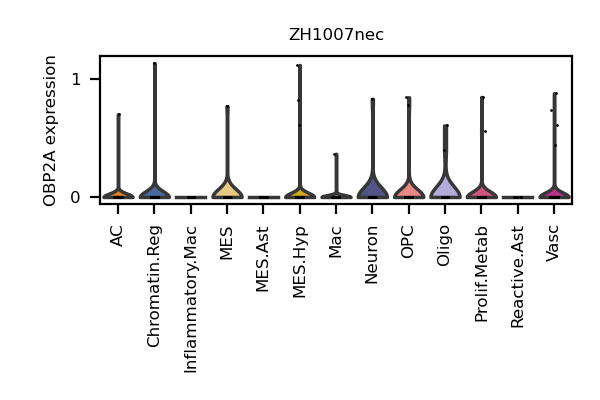 ZH1007nec
OBP2A expression
1
0
AC
Chromatin.Reg
Inflammatory.Mac
MES
MES.Ast
MES.Hyp
Mac
Neuron
OPC
Oligo
Prolif.Metab
Reactive.Ast
Vasc